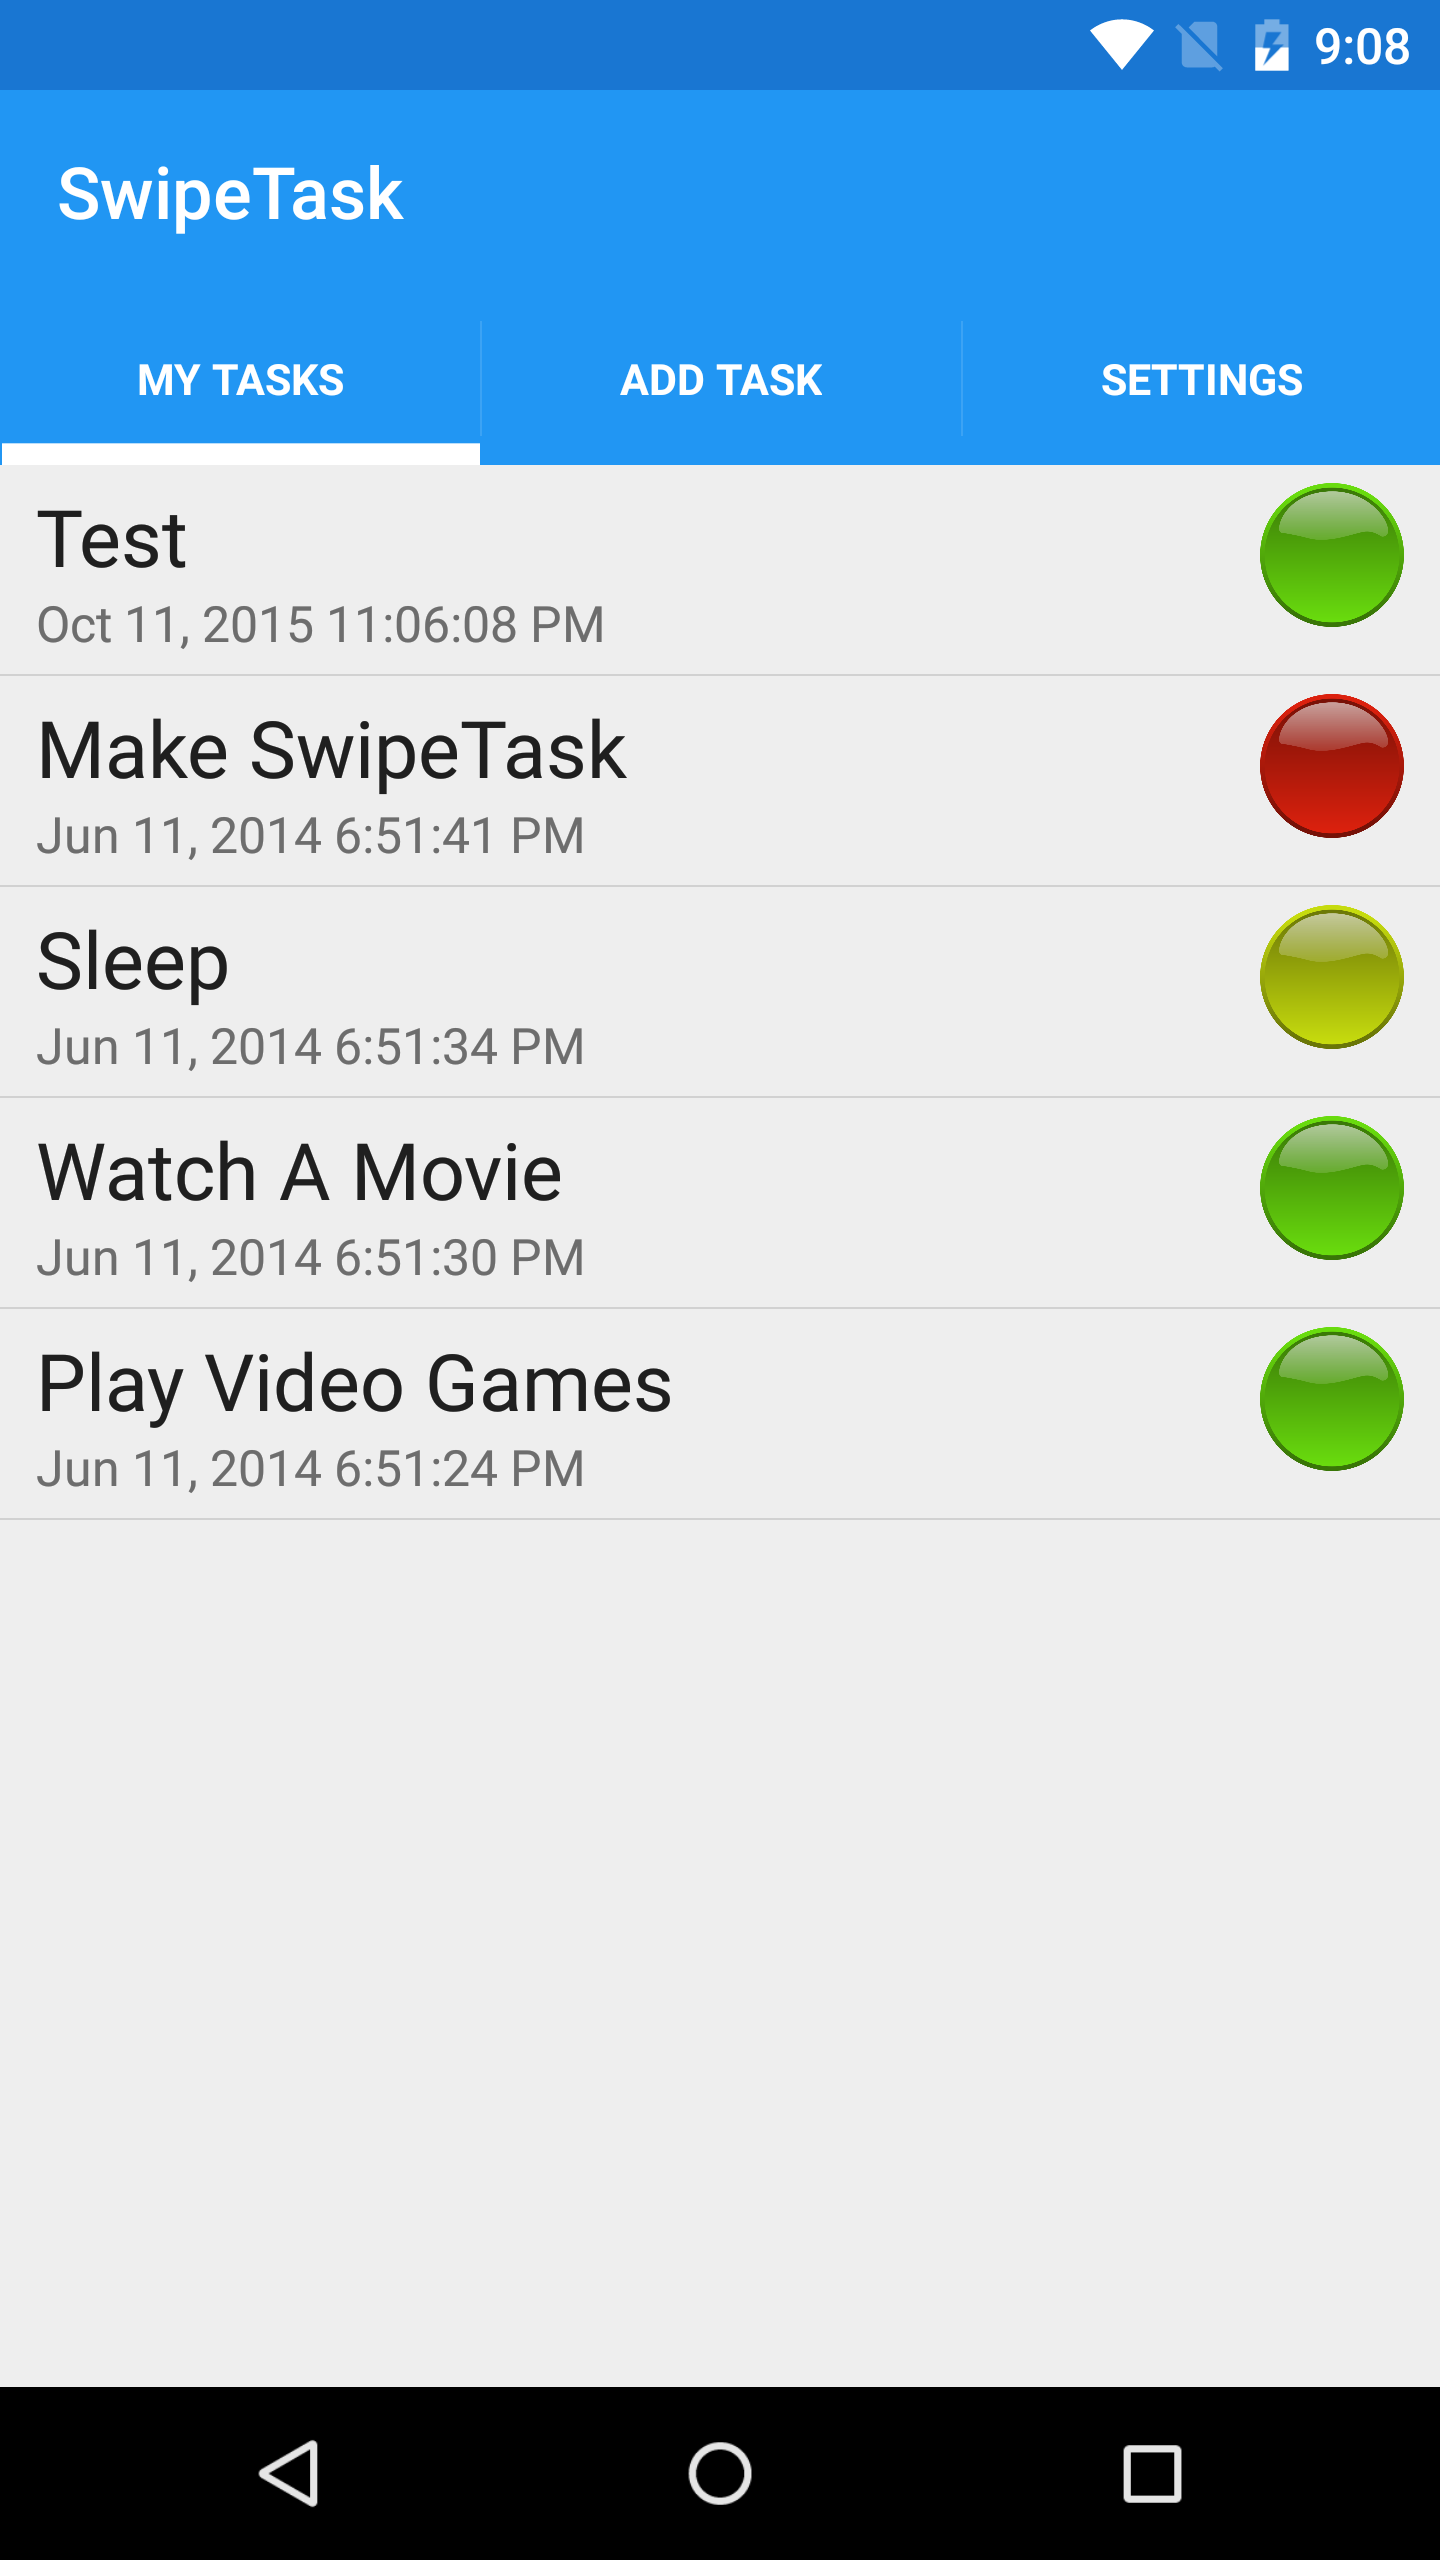 9:08
SwipeTask
MY TASKS
ADD TASK
SETTINGS
Test
Oct 11, 2015 11:06:08 PM
Make SwipeTask
Jun 11, 2014 6:51:41 PM
Sleep
Jun 11, 2014 6:51:34 PM
Watch A Movie
Jun 11, 2014 6:51:30 PM
Play Video Games
Jun 11, 2014 6:51:24 PM